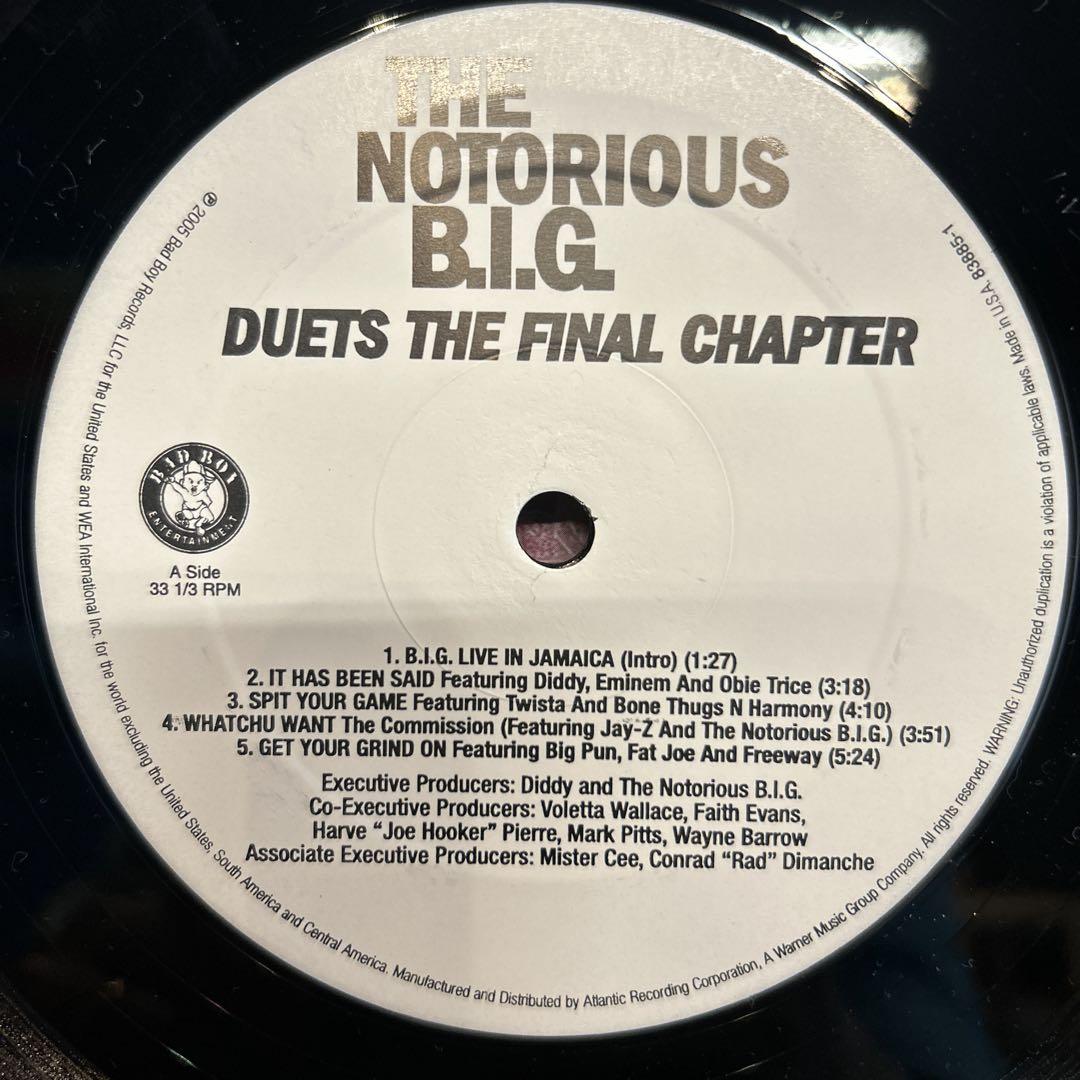 THE
NOTORIOUS
B.I.G.
DUETS THE FINAL CHAPTER
BAD BOY
ENTERTAINMENT
A Side
33 1/3 RPM
1. B.I.G. LIVE IN JAMAICA (Intro) (1:27)
2. IT HAS BEEN SAID Featuring Diddy, Eminem And Obie Trice (3:18)
3. SPIT YOUR GAME Featuring Twista And Bone Thugs N Harmony (4:10)
4. WHATCHU WANT The Commission (Featuring Jay-Z And The Notorious B.I.G.) (3:51)
5. GET YOUR GRIND ON Featuring Big Pun, Fat Joe And Freeway (5:24)
Executive Producers: Diddy and The Notorious B.I.G.
Co-Executive Producers: Voletta Wallace, Faith Evans,
Harve “Joe Hooker” Pierre, Mark Pitts, Wayne Barrow
Associate Executive Producers: Mister Cee, Conrad “Rad” Dimanche
℗ 2005 Bad Boy Records, LLC for the United States and WEA International Inc. for the world excluding the United States, South America and Central America. Manufactured and Distributed by Atlantic Recording Corporation, A Warner Music Group Company. All rights reserved. WARNING: Unauthorized duplication is a violation of applicable laws. Made in U.S.A. 83885-1